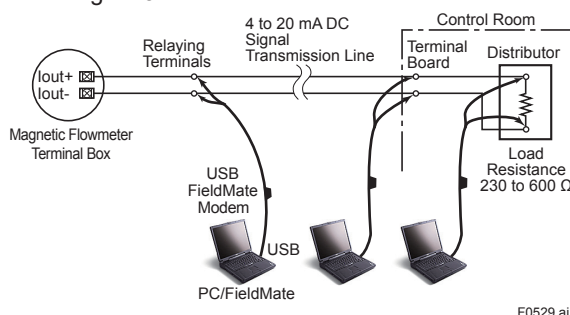 4 to 20 mA DC
Signal
Transmission Line
Control Room
Relaying
Terminals
Terminal
Board
Distributor
Iout+
Iout-
Magnetic Flowmeter
Terminal Box
Load
Resistance
230 to 600 Ω
USB
FieldMate
Modem
USB
PC/FieldMate
F0529.ai